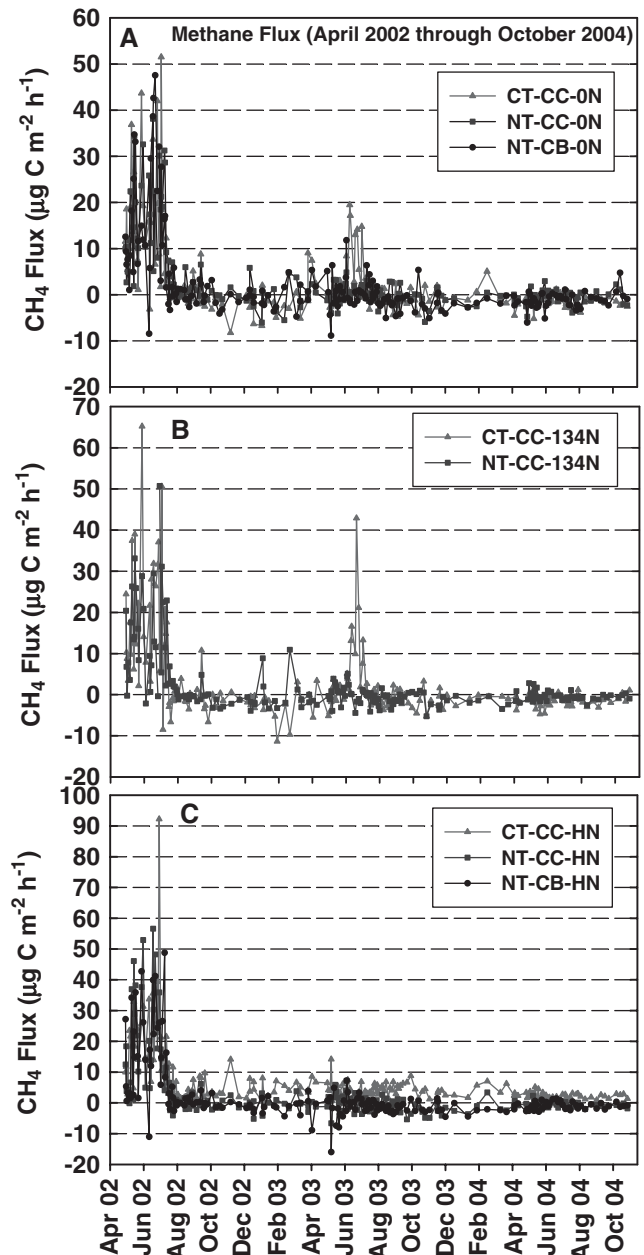 A Methane Flux (April 2002 through October 2004)
CH₄ Flux (µg C m⁻² h⁻¹)
60
50
40
30
20
10
0
-10
-20
CT-CC-0N
NT-CC-0N
NT-CB-0N
B
CH₄ Flux (µg C m⁻² h⁻¹)
70
60
50
40
30
20
10
0
-10
-20
CT-CC-134N
NT-CC-134N
C
CH₄ Flux (µg C m⁻² h⁻¹)
100
90
80
70
60
50
40
30
20
10
0
-10
-20
CT-CC-HN
NT-CC-HN
NT-CB-HN
Apr 02
Jun 02
Aug 02
Oct 02
Dec 02
Feb 03
Apr 03
Jun 03
Aug 03
Oct 03
Dec 03
Feb 04
Apr 04
Jun 04
Aug 04
Oct 04